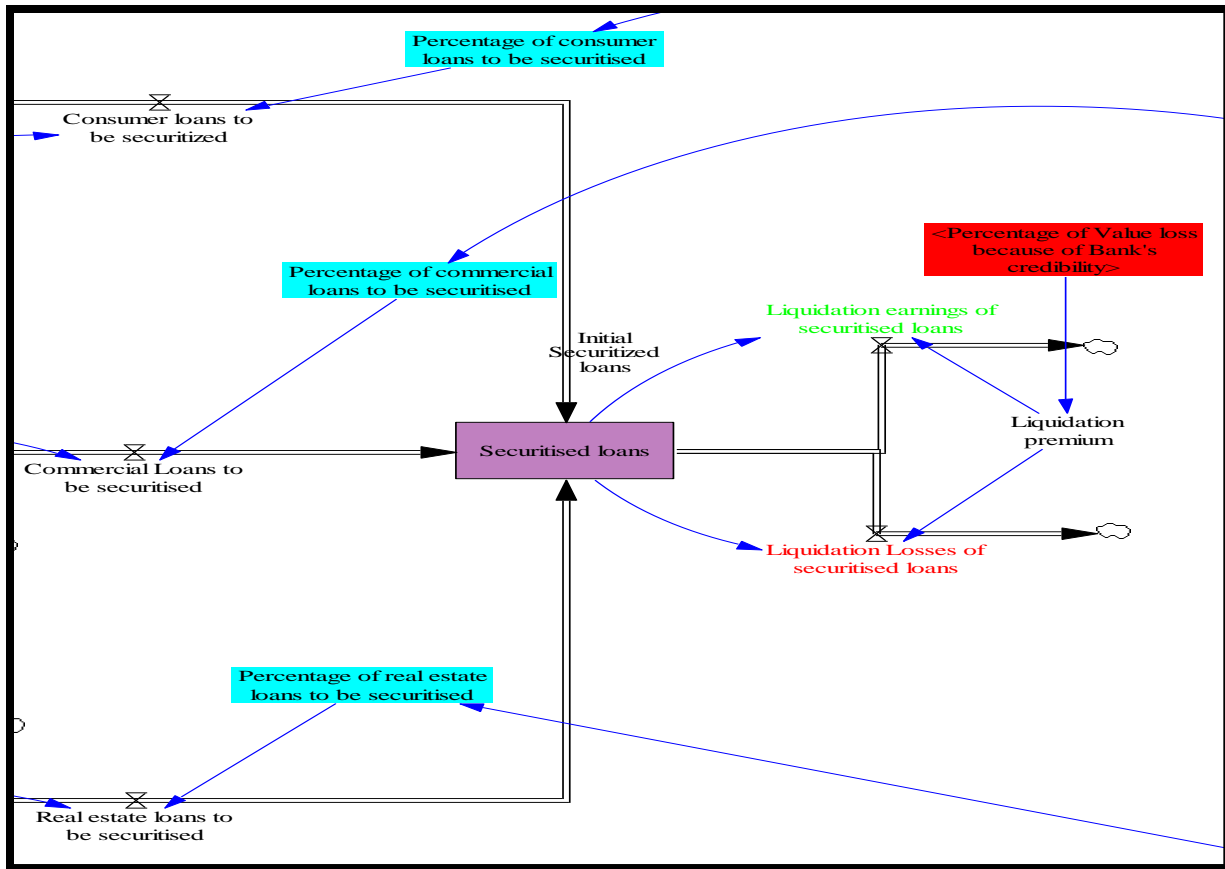 Percentage of consumer
loans to be securitised
Consumer loans to
be securitized
<Percentage of Value loss
because of Bank's
credibility>
Percentage of commercial
loans to be securitised
Liquidation earnings of
securitised loans
Initial
Securitized
loans
Liquidation
premium
Securitised loans
Commercial Loans to
be securitised
Liquidation Losses of
securitised loans
Percentage of real estate
loans to be securitised
Real estate loans to
be securitised